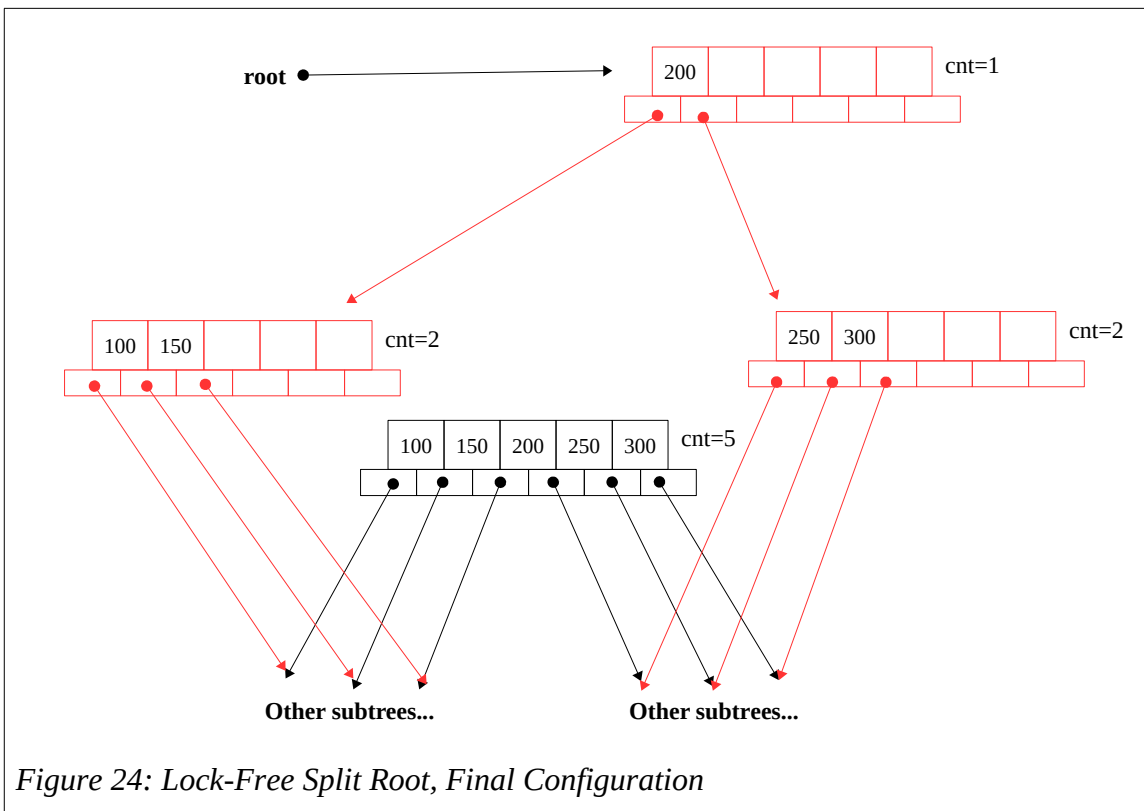 root
200
cnt=1
100 150
cnt=2
250 300
cnt=2
100 150 200 250 300
cnt=5
Other subtrees...
Other subtrees...
Figure 24: Lock-Free Split Root, Final Configuration